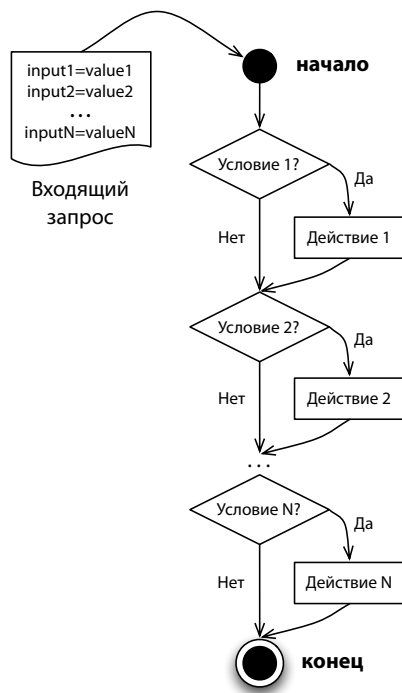 input1=value1
input2=value2
...
inputN=valueN
Входящий
запрос
начало
Условие 1?
Да
Нет
Действие 1
Условие 2?
Да
Нет
Действие 2
...
Условие N?
Да
Нет
Действие N
конец